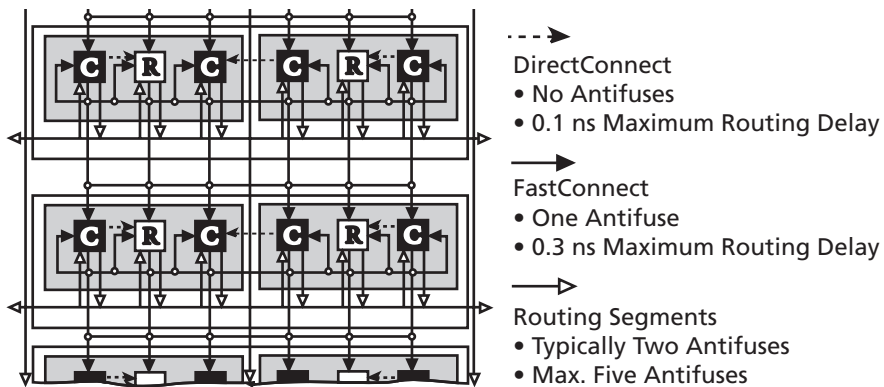 C R C C R C
DirectConnect
• No Antifuses
• 0.1 ns Maximum Routing Delay
FastConnect
• One Antifuse
• 0.3 ns Maximum Routing Delay
C R C C R C
Routing Segments
• Typically Two Antifuses
• Max. Five Antifuses